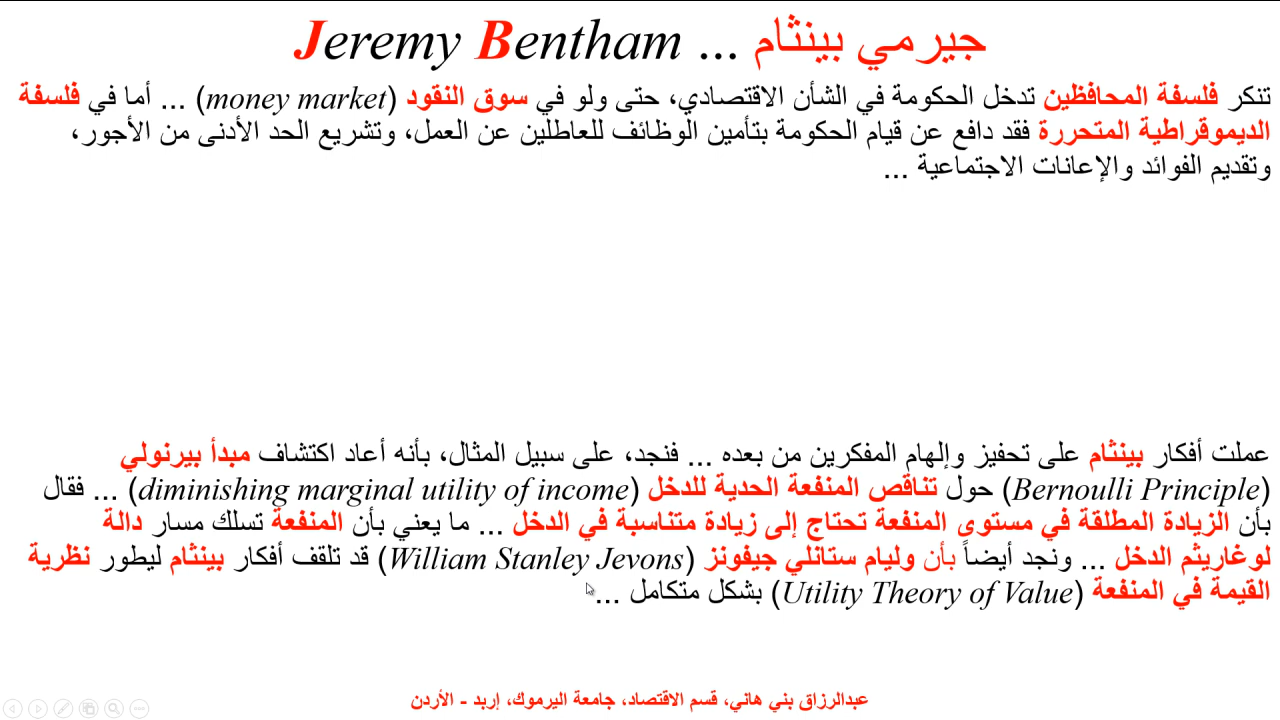 جيرمي بينثام ... Jeremy Bentham
تنكر فلسفة المحافظين تدخل الحكومة في الشأن الاقتصادي، حتى ولو في سوق النقود (money market) ... أما في فلسفة
الديموقراطية المتحررة فقد دافع عن قيام الحكومة بتأمين الوظائف للعاطلين عن العمل، وتشريع الحد الأدنى من الأجور،
وتقديم الفوائد والإعانات الاجتماعية ...
عملت أفكار بينثام على تحفيز وإلهام المفكرين من بعده ... فنجد، على سبيل المثال، بأنه أعاد اكتشاف مبدأ بيرنولي
(Bernoulli Principle) حول تناقص المنفعة الحدية للدخل (diminishing marginal utility of income) ... فقال
بأن الزيادة المطلقة في مستوى المنفعة تحتاج إلى زيادة متناسبة في الدخل ... ما يعني بأن المنفعة تسلك مسار دالة
لوغاريثم الدخل ... ونجد أيضاً بأن وليام ستانلي جيفونز (William Stanley Jevons) قد تلقف أفكار بينثام ليطور نظرية
القيمة في المنفعة (Utility Theory of Value) بشكل متكامل ...
عبدالرزاق بني هاني، قسم الاقتصاد، جامعة اليرموك، إربد - الأردن